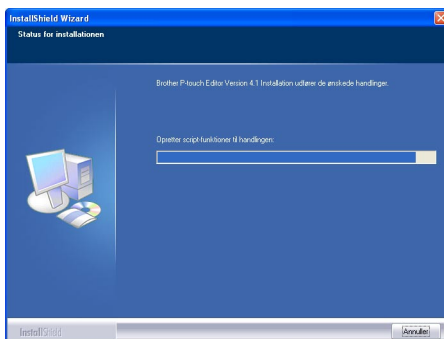 InstallShield Wizard
Status for installationen
Brother P-touch Editor Version 4.1 Installation udfører de ønskede handlinger.
Opretter script-funktioner til handlingen:
InstallShield
Annuller